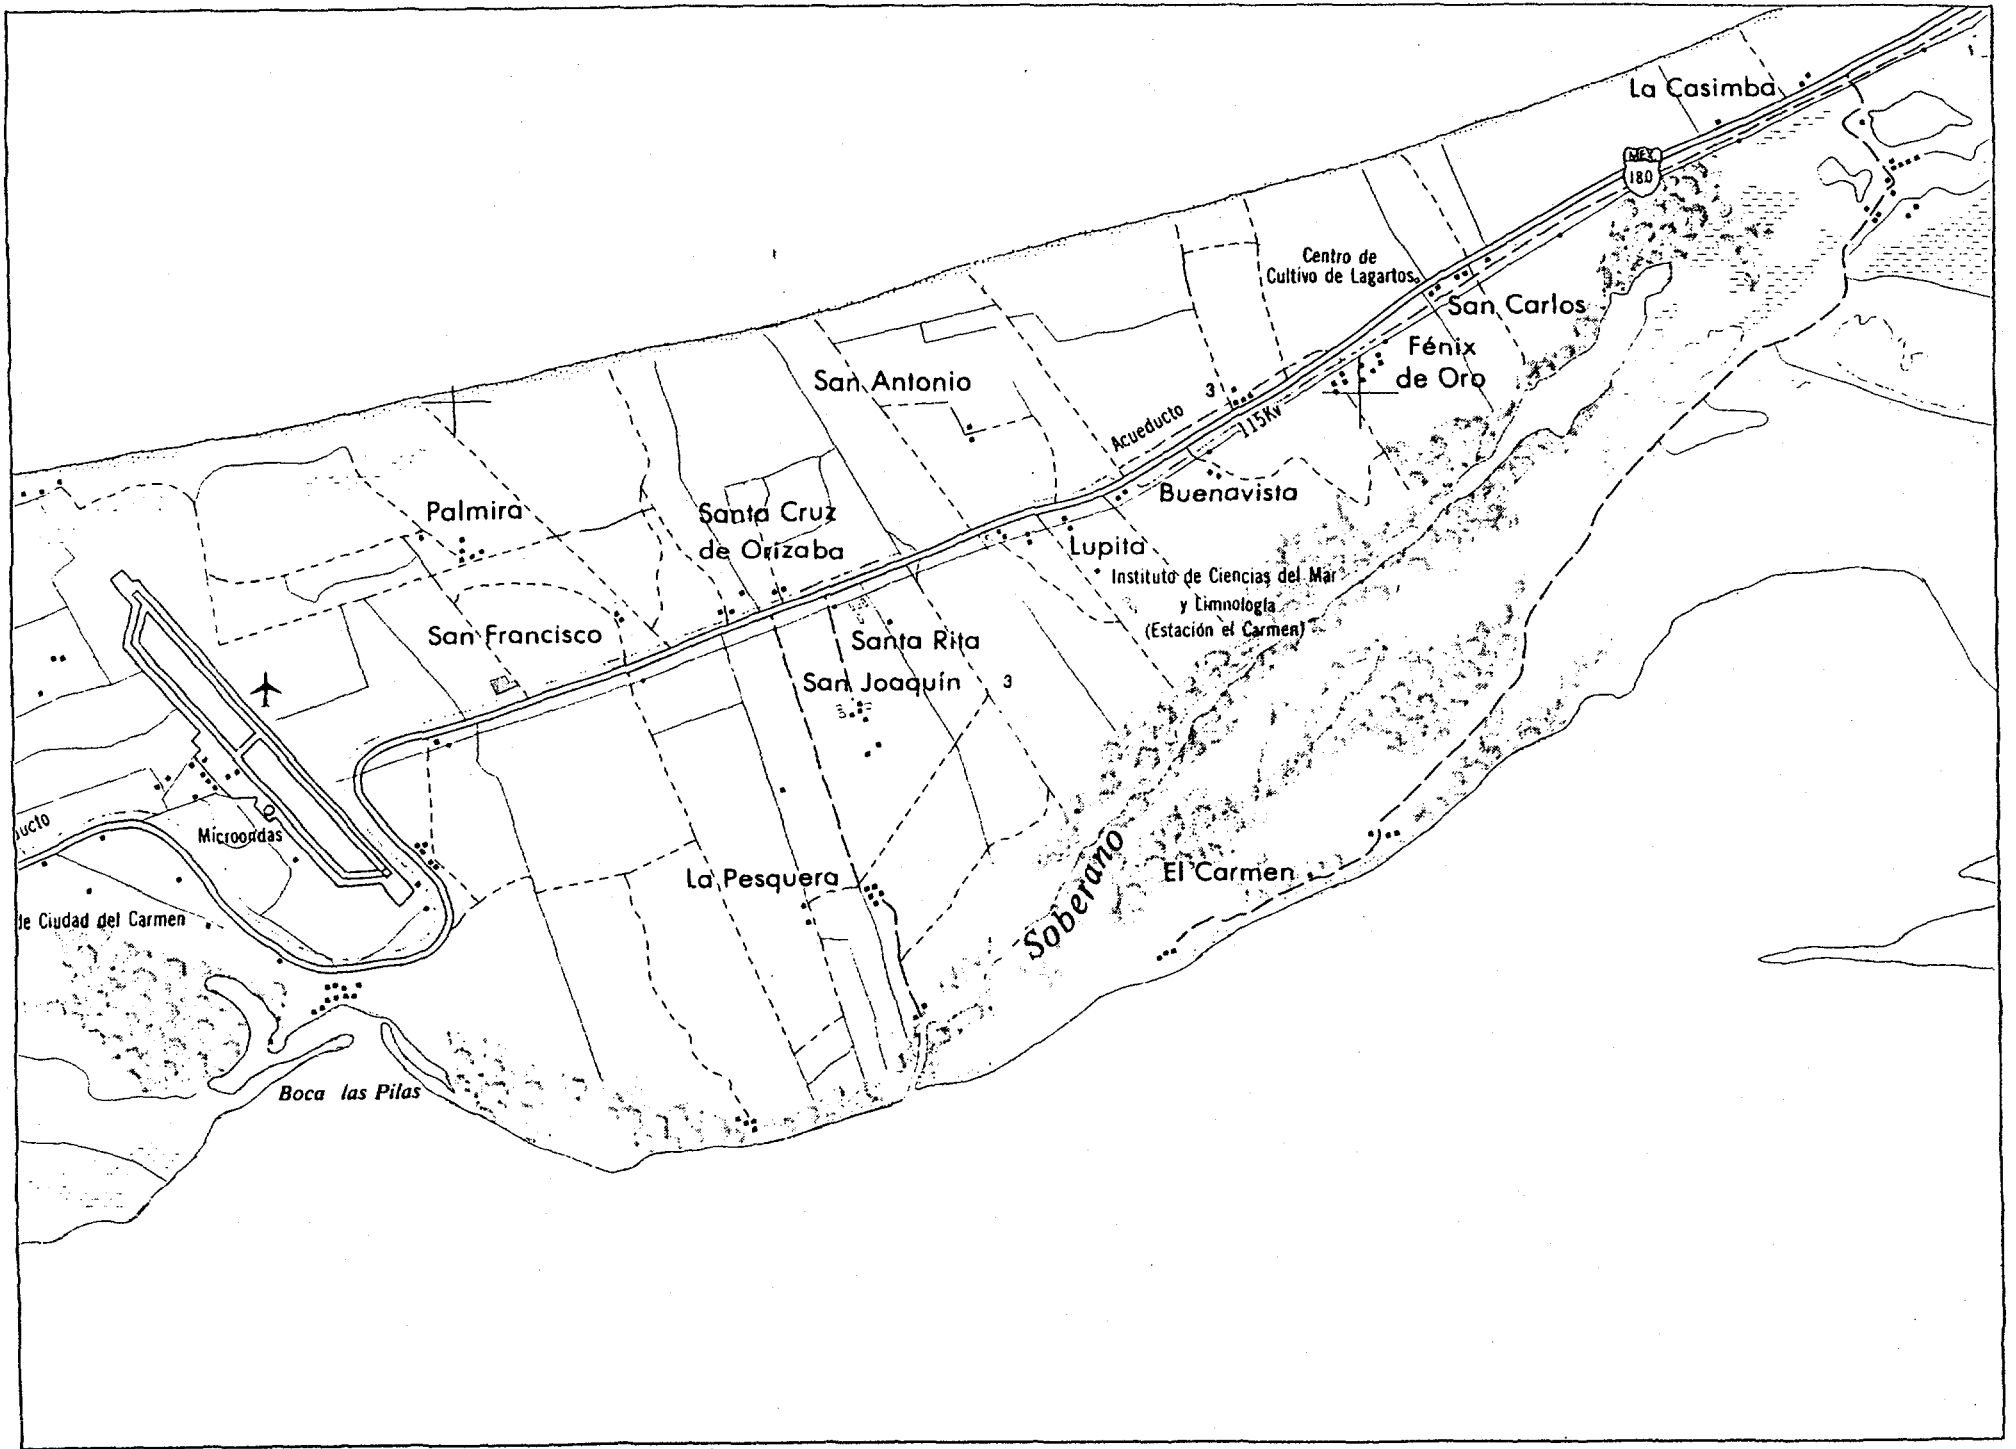 La Casimba
MEX
180
Centro de
Cultivo de Lagartos
San Carlos
Fénix
de Oro
San Antonio
3
Acueducto
115Kv
Palmira
Santa Cruz
de Orizaba
Buenavista
Lupita
Instituto de Ciencias del Mar
y Limnología
(Estación el Carmen)
San Francisco
Santa Rita
San Joaquín
3
ucto
Microondas
La Pesquera
El Carmen
Soberano
de Ciudad del Carmen
Boca las Pilas